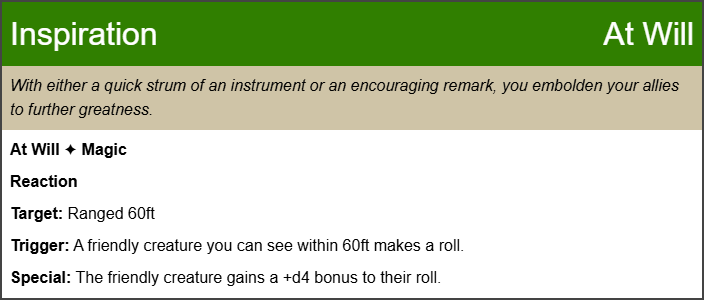 Inspiration At Will
With either a quick strum of an instrument or an encouraging remark, you embolden your allies
to further greatness.
At Will ✦ Magic
Reaction
Target: Ranged 60ft
Trigger: A friendly creature you can see within 60ft makes a roll.
Special: The friendly creature gains a +d4 bonus to their roll.